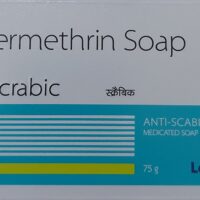 ermethrin Soap
crabic
स्क्रैबिक
ANTI-SCAB
MEDICATED SOAP
75 g
L